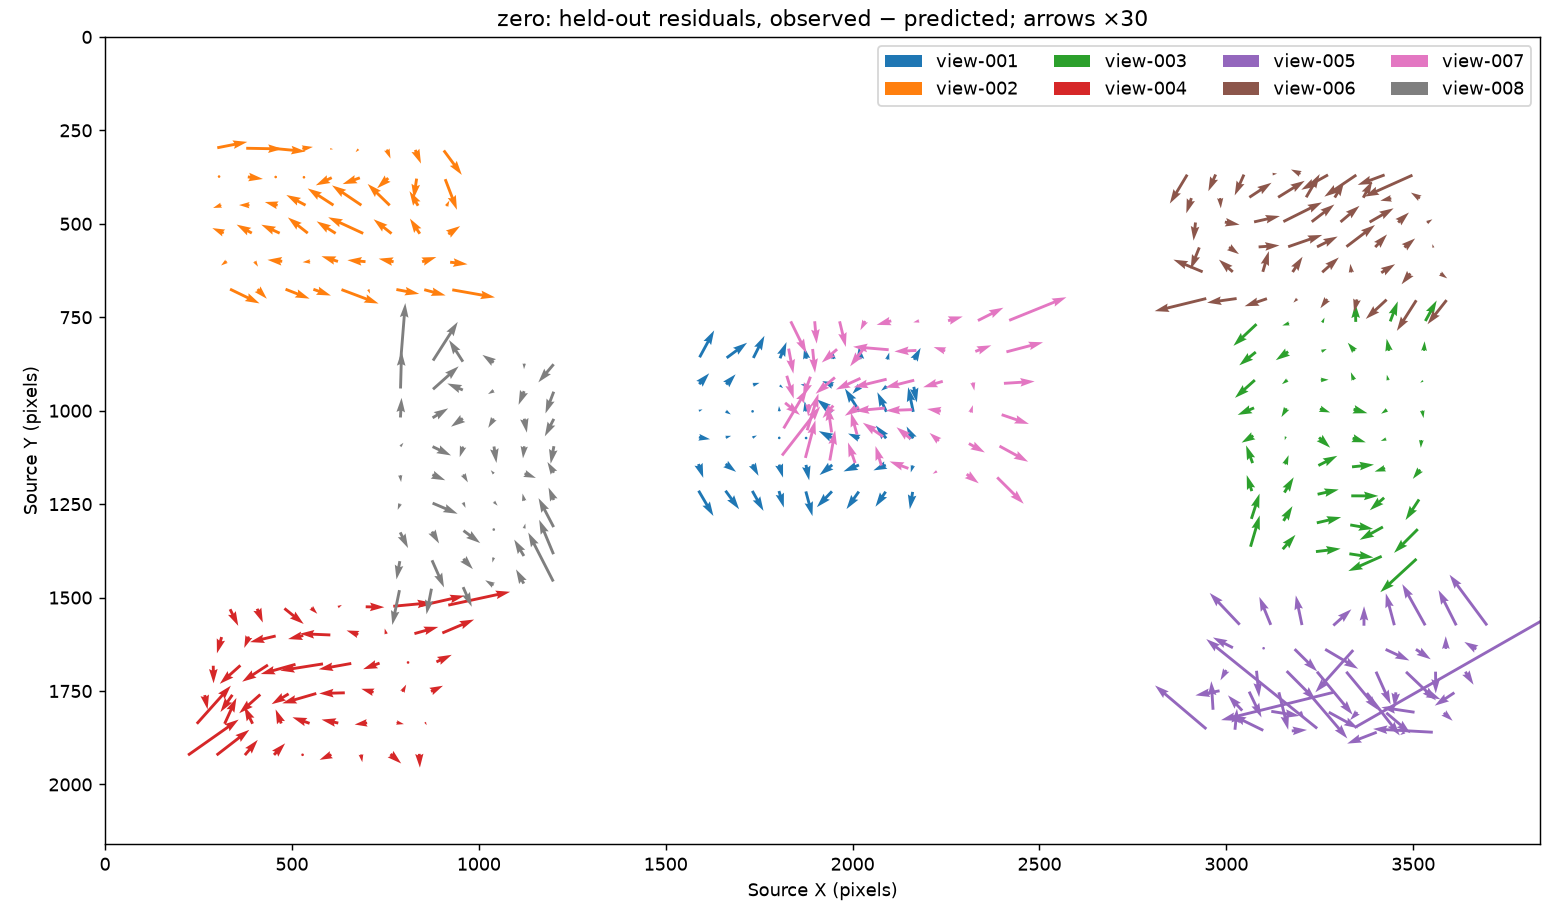 zero: held-out residuals, observed − predicted; arrows ×30
view-001 view-003 view-005 view-007
view-002 view-004 view-006 view-008
0
250
500
750
1000
1250
1500
1750
2000
Source Y (pixels)
0 500 1000 1500 2000 2500 3000 3500
Source X (pixels)